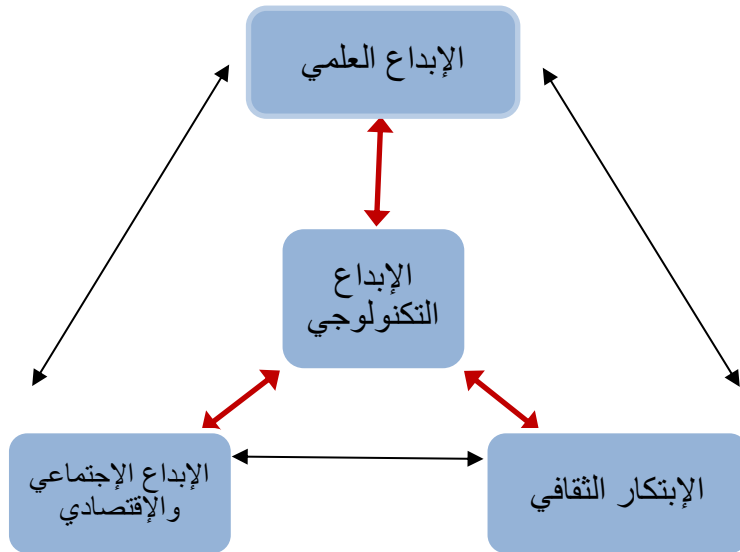 الإبداع العلمي
الإبداع
التكنولوجي
الإبتكار الثقافي
الإبداع الإجتماعي
والإقتصادي